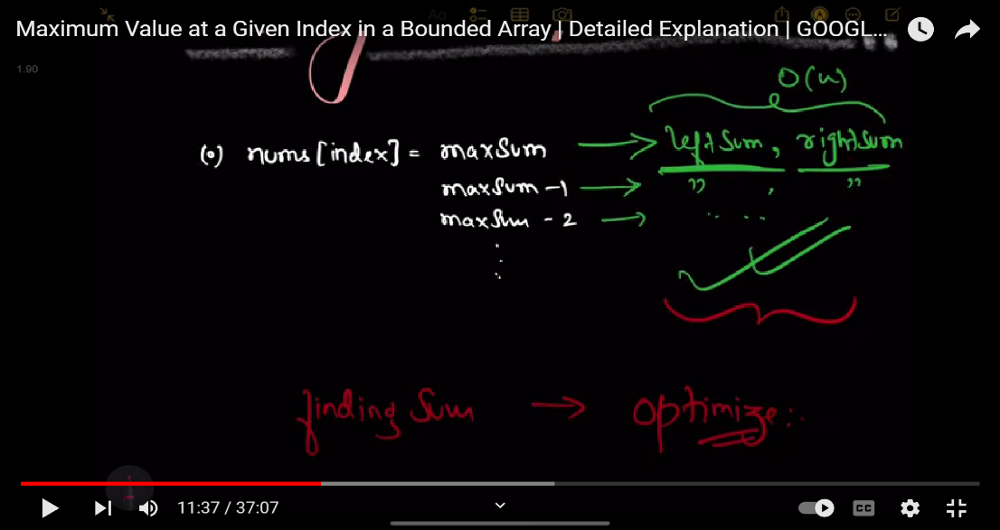 Maximum Value at a Given Index in a Bounded Array | Detailed Explanation | GOOGL...
1.90
O(n)
(•) nums[index] = maxSum → leftSum, rightSum
maxSum -1 → " , "
maxSum - 2 → .. ..
finding Sum → optimize:.
11:37 / 37:07
CC